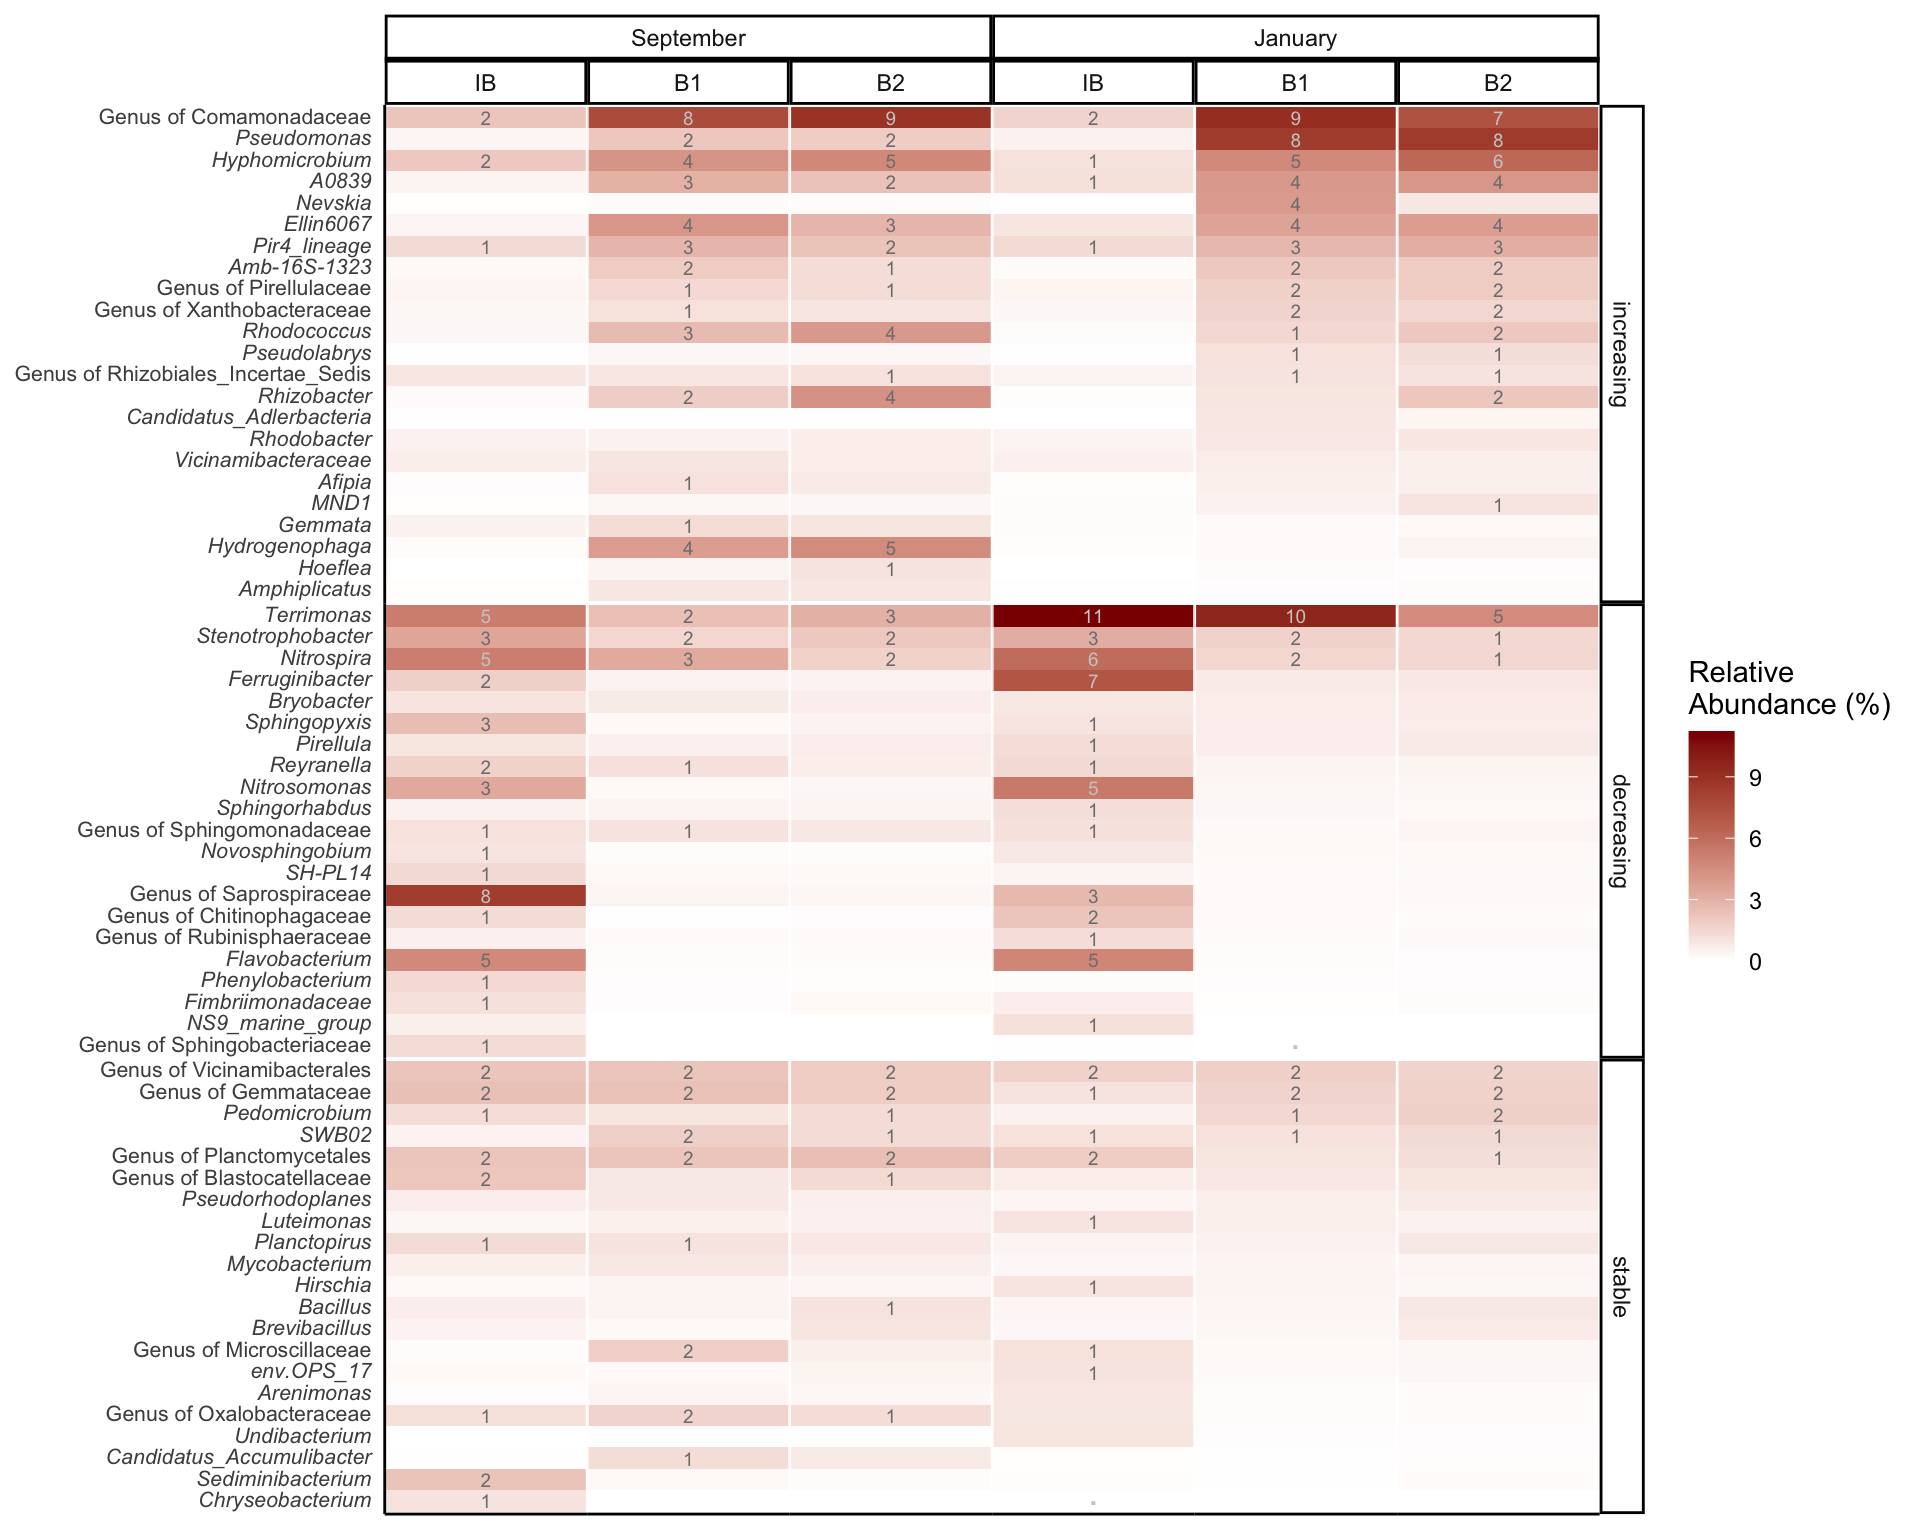 September January
IB B1 B2 IB B1 B2
Genus of Comamonadaceae 2 8 9 2 9 7
Pseudomonas 2 2 8 8
Hyphomicrobium 2 4 5 1 5 6
A0839 3 2 1 4 4
Nevskia 4
Ellin6067 4 3 4 4
Pir4_lineage 1 3 2 1 3 3
Amb-16S-1323 2 1 2 2
Genus of Pirellulaceae 1 1 2 2
Genus of Xanthobacteraceae 1 2 2
Rhodococcus 3 4 1 2
Pseudolabrys 1 1
Genus of Rhizobiales_Incertae_Sedis 1 1 1
Rhizobacter 2 4 2
Candidatus_Adlerbacteria
Rhodobacter
Vicinamibacteraceae
Afipia 1
MND1 1
Gemmata 1
Hydrogenophaga 4 5
Hoeflea 1
Amphiplicatus
increasing
Terrimonas 5 2 3 11 10 5
Stenotrophobacter 3 2 2 3 2 1
Nitrospira 5 3 2 6 2 1
Ferruginibacter 2 7
Bryobacter
Sphingopyxis 3 1
Pirellula 1
Reyranella 2 1 1
Nitrosomonas 3 5
Sphingorhabdus 1
Genus of Sphingomonadaceae 1 1 1
Novosphingobium 1
SH-PL14 1
Genus of Saprospiraceae 8 3
Genus of Chitinophagaceae 1 2
Genus of Rubinisphaeraceae 1
Flavobacterium 5 5
Phenylobacterium 1
Fimbriimonadaceae 1
NS9_marine_group 1
Genus of Sphingobacteriaceae 1 .
decreasing
Genus of Vicinamibacterales 2 2 2 2 2 2
Genus of Gemmataceae 2 2 2 1 2 2
Pedomicrobium 1 1 1 2
SWB02 2 1 1 1 1
Genus of Planctomycetales 2 2 2 2 1
Genus of Blastocatellaceae 2 1
Pseudorhodoplanes
Luteimonas 1
Planctopirus 1 1
Mycobacterium
Hirschia 1
Bacillus 1
Brevibacillus
Genus of Microscillaceae 2 1
env.OPS_17 1
Arenimonas
Genus of Oxalobacteraceae 1 2 1
Undibacterium
Candidatus_Accumulibacter 1
Sediminibacterium 2
Chryseobacterium 1 .
stable
Relative
Abundance (%)
9
6
3
0